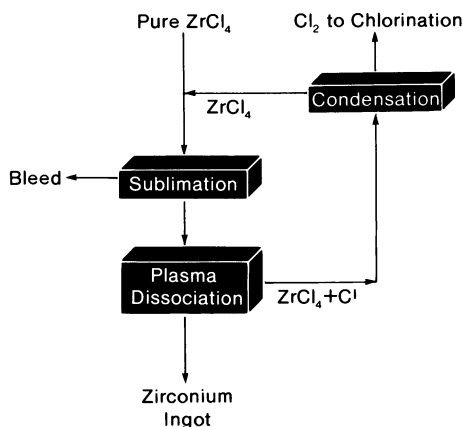 Pure ZrCl₄
Cl₂ to Chlorination
ZrCl₄
Condensation
Bleed
Sublimation
Plasma
Dissociation
ZrCl₄+Cˡ
Zirconium
Ingot